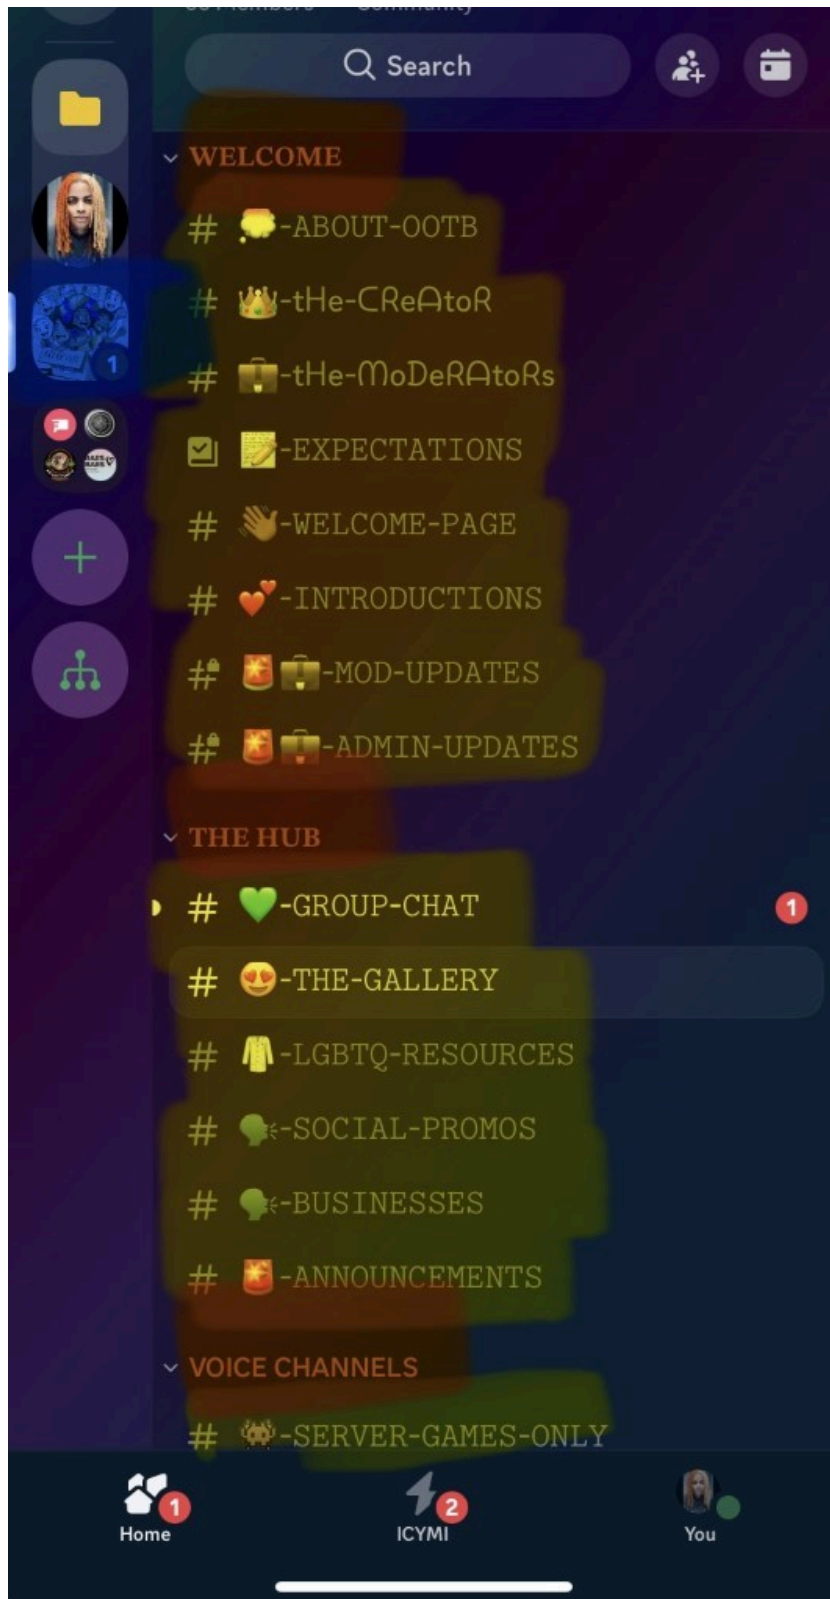 Search
WELCOME
# -ABOUT-OOTB
# -tHe-CReAtoR
# -tHe-MoDeRAtoRs
-EXPECTATIONS
# -WELCOME-PAGE
# -INTRODUCTIONS
# -MOD-UPDATES
# -ADMIN-UPDATES
1
THE HUB
# -GROUP-CHAT 1
# -THE-GALLERY
# -LGBTQ-RESOURCES
# -SOCIAL-PROMOS
# -BUSINESSES
# -ANNOUNCEMENTS
VOICE CHANNELS
# -SERVER-GAMES-ONLY
1 2
Home ICYMI You